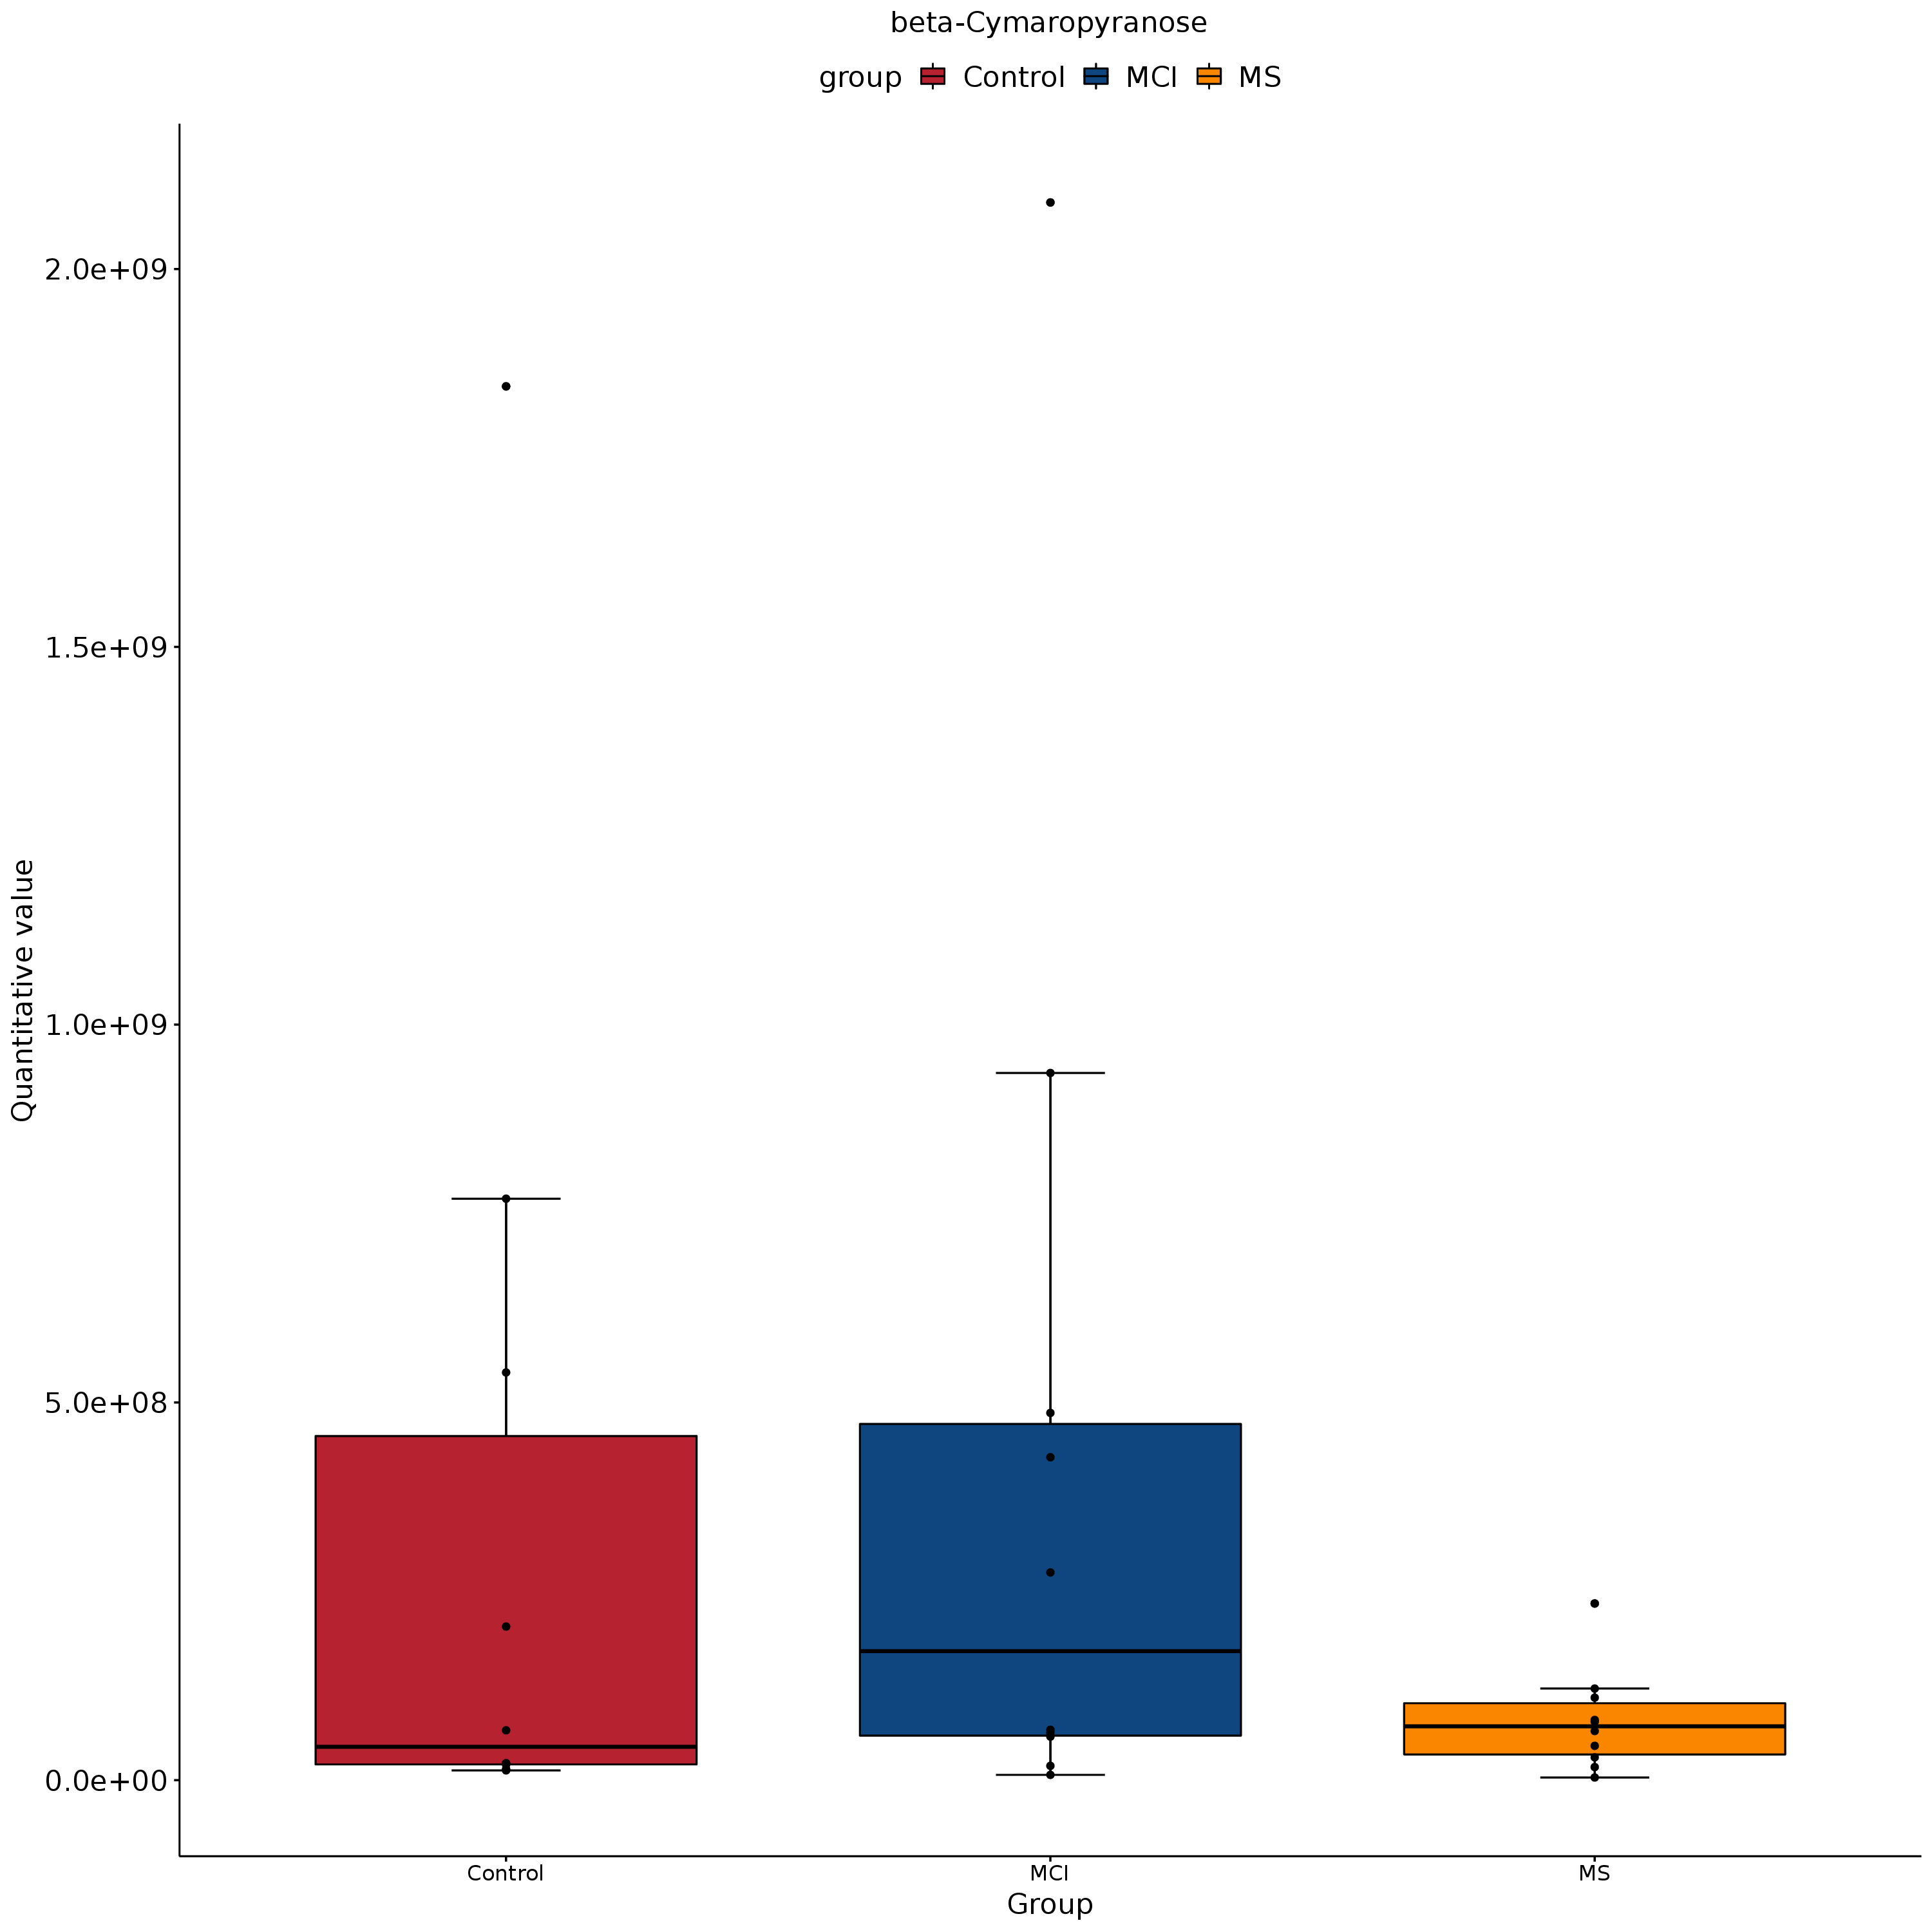 beta-Cymaropyranose
group Control MCI MS
2.0e+09
1.5e+09
1.0e+09
5.0e+08
0.0e+00
Quantitative value
Control MCI MS
Group